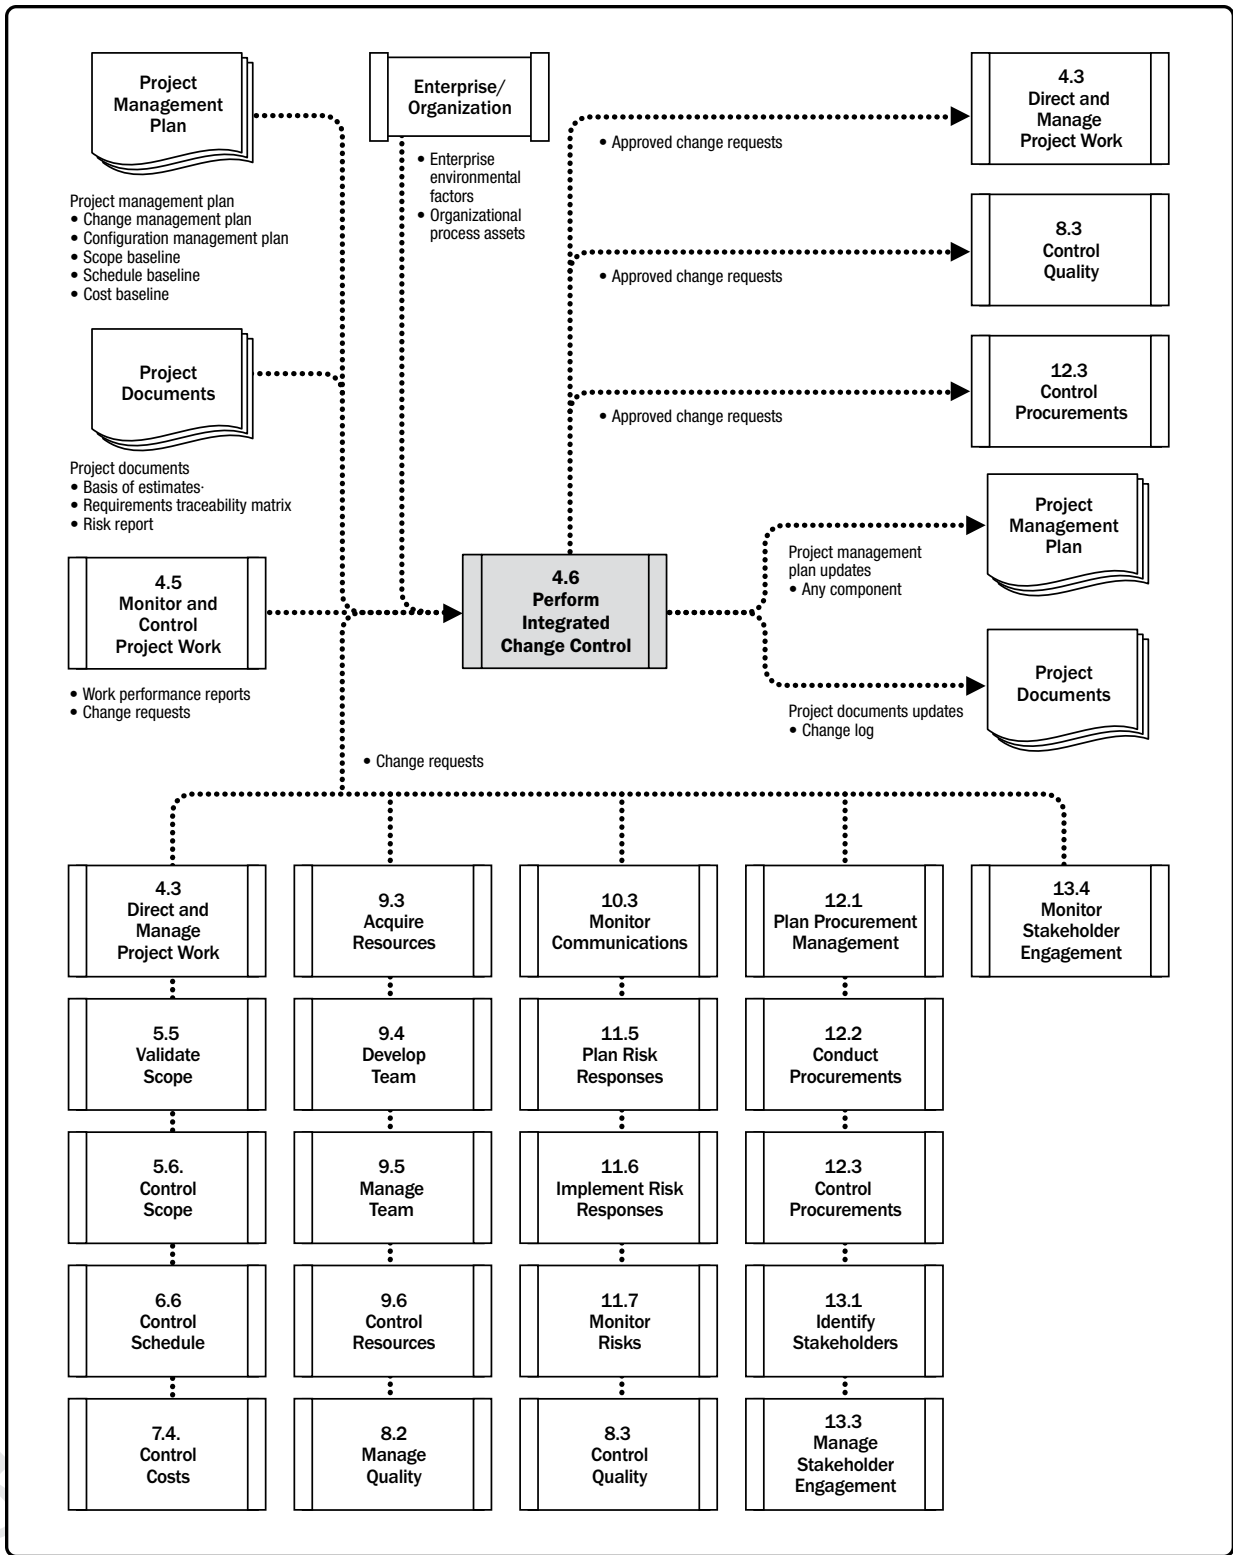 Project
Management
Plan
Enterprise/
Organization
4.3
Direct and
Manage
Project Work
• Approved change requests
• Enterprise
environmental
factors
• Organizational
process assets
Project management plan
• Change management plan
• Configuration management plan
• Scope baseline
• Schedule baseline
• Cost baseline
8.3
Control
Quality
• Approved change requests
Project
Documents
12.3
Control
Procurements
• Approved change requests
Project documents
• Basis of estimates·
• Requirements traceability matrix
• Risk report
Project
Management
Plan
Project management
plan updates
• Any component
4.5
Monitor and
Control
Project Work
4.6
Perform
Integrated
Change Control
• Work performance reports
• Change requests
Project
Documents
Project documents updates
• Change log
• Change requests
4.3
Direct and
Manage
Project Work
9.3
Acquire
Resources
10.3
Monitor
Communications
12.1
Plan Procurement
Management
13.4
Monitor
Stakeholder
Engagement
5.5
Validate
Scope
9.4
Develop
Team
11.5
Plan Risk
Responses
12.2
Conduct
Procurements
5.6.
Control
Scope
9.5
Manage
Team
11.6
Implement Risk
Responses
12.3
Control
Procurements
6.6
Control
Schedule
9.6
Control
Resources
11.7
Monitor
Risks
13.1
Identify
Stakeholders
7.4.
Control
Costs
8.2
Manage
Quality
8.3
Control
Quality
13.3
Manage
Stakeholder
Engagement